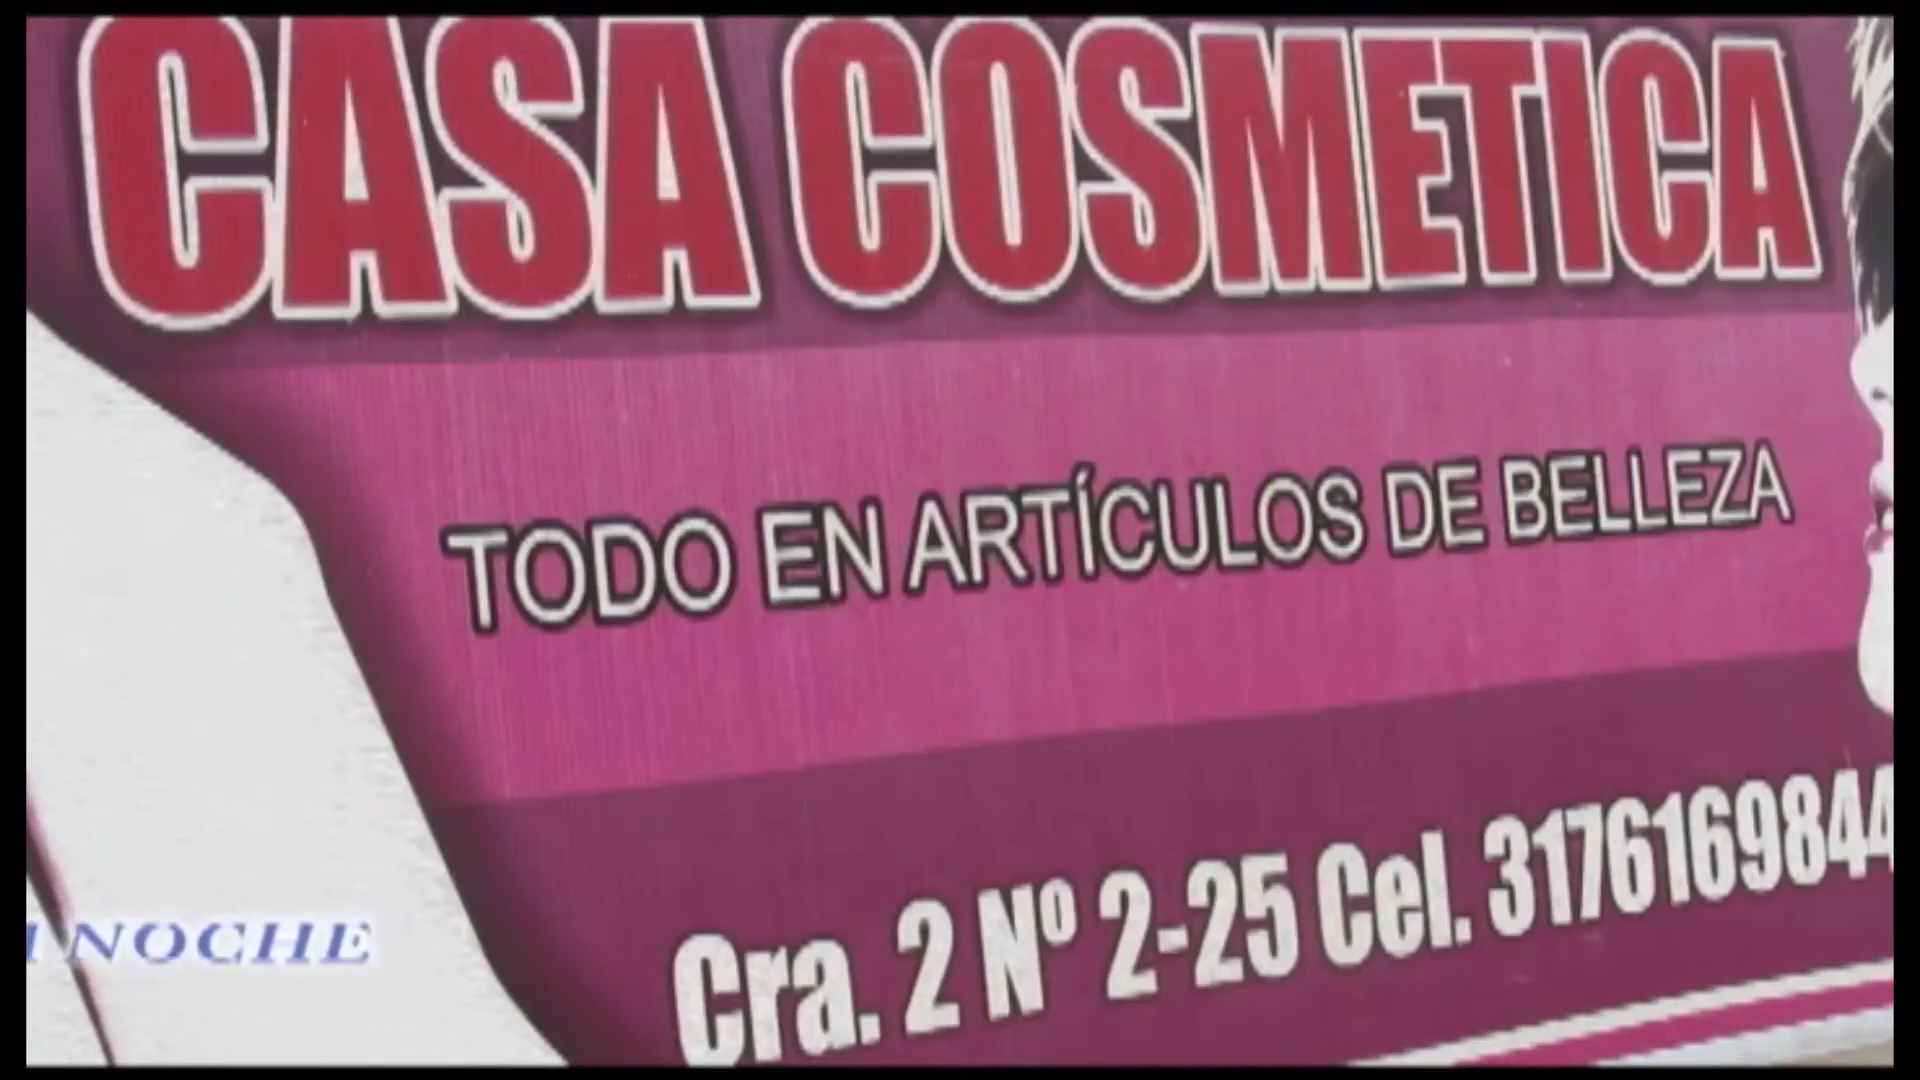 CASA COSMETICA
TODO EN ARTÍCULOS DE BELLEZA
Cra. 2 Nº 2-25 Cel. 3176169844
NOCHE